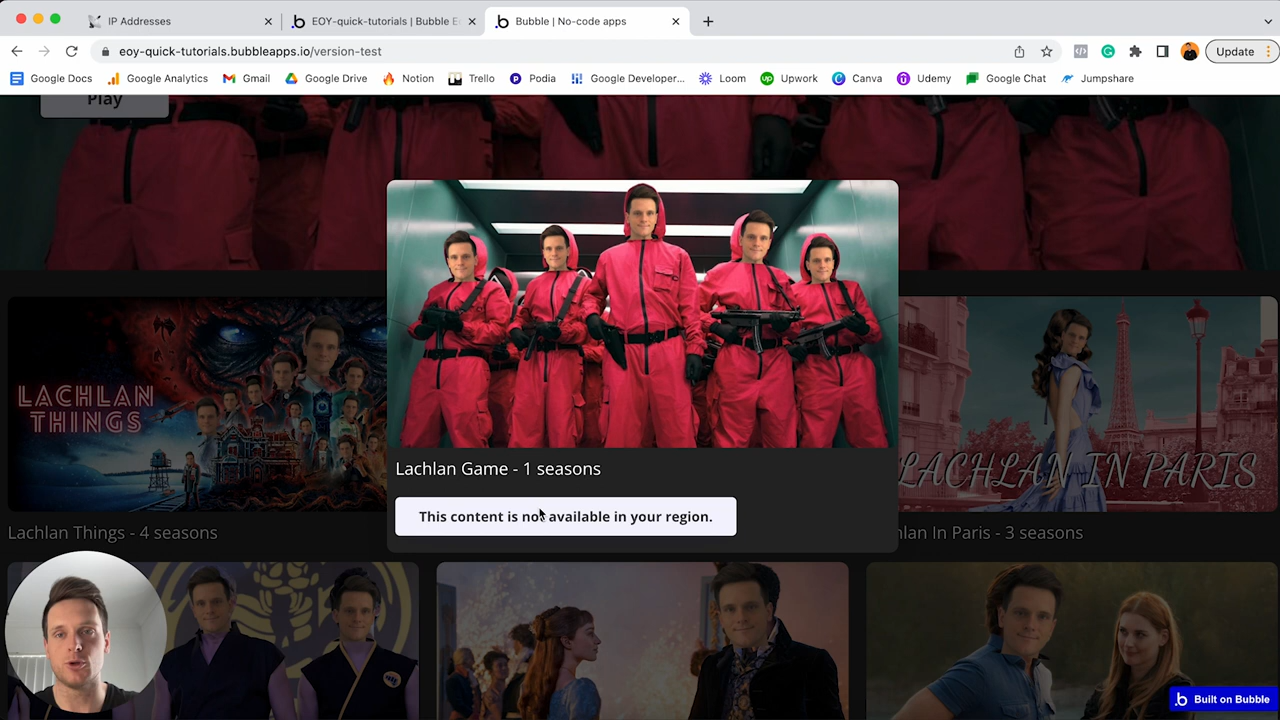 IP Addresses
EOY-quick-tutorials | Bubble E
Bubble | No-code apps
eoy-quick-tutorials.bubbleapps.io/version-test
Update
Google Docs
Google Analytics
Gmail
Google Drive
Notion
Trello
Podia
Google Developer...
Loom
Upwork
Canva
Udemy
Google Chat
Jumpshare
Play
LACHLAN
THINGS
LACHLAN IN PARIS
Lachlan Game - 1 seasons
This content is not available in your region.
Lachlan Things - 4 seasons
hlan In Paris - 3 seasons
Built on Bubble